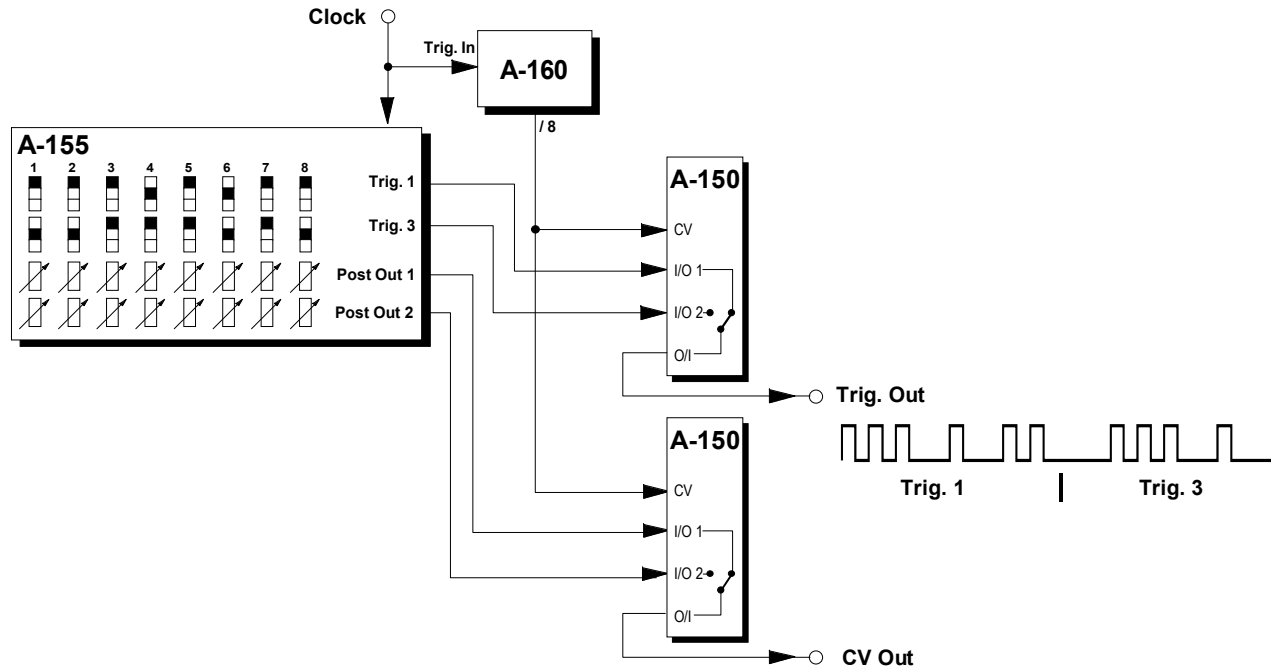 Clock
Trig. In
A-160
/ 8
A-155
1 2 3 4 5 6 7 8
Trig. 1
Trig. 3
Post Out 1
Post Out 2
A-150
CV
I/O 1
I/O 2
O/I
Trig. Out
A-150
CV
I/O 1
I/O 2
O/I
CV Out
Trig. 1 | Trig. 3